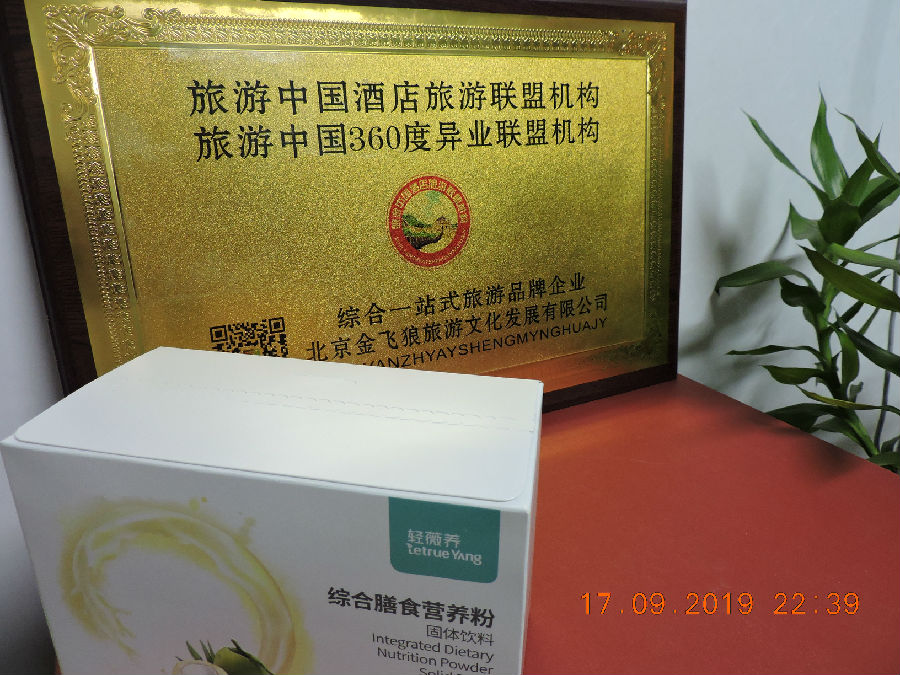 旅游中国酒店旅游联盟机构
旅游中国360度异业联盟机构
综合一站式旅游品牌企业
北京金飞狼旅游文化发展有限公司
轻薇养
Letrue Yang
综合膳食营养粉
固体饮料
Integrated Dietary
Nutrition Powder
17.09.2019 22:39